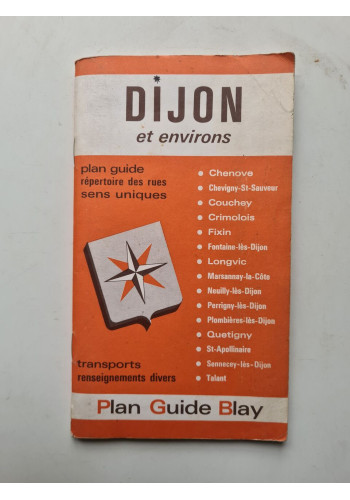 DIJON
et environs
plan guide
répertoire des rues
sens uniques
Chenove
Chevigny-St-Sauveur
Couchey
Crimolois
Fixin
Fontaine-lès-Dijon
Longvic
Marsannay-la-Côte
Neuilly-lès-Dijon
Perrigny-lès-Dijon
Plombières-lès-Dijon
Quetigny
St-Apollinaire
Sennecey-lès-Dijon
Talant
transports
renseignements divers
Plan Guide Blay